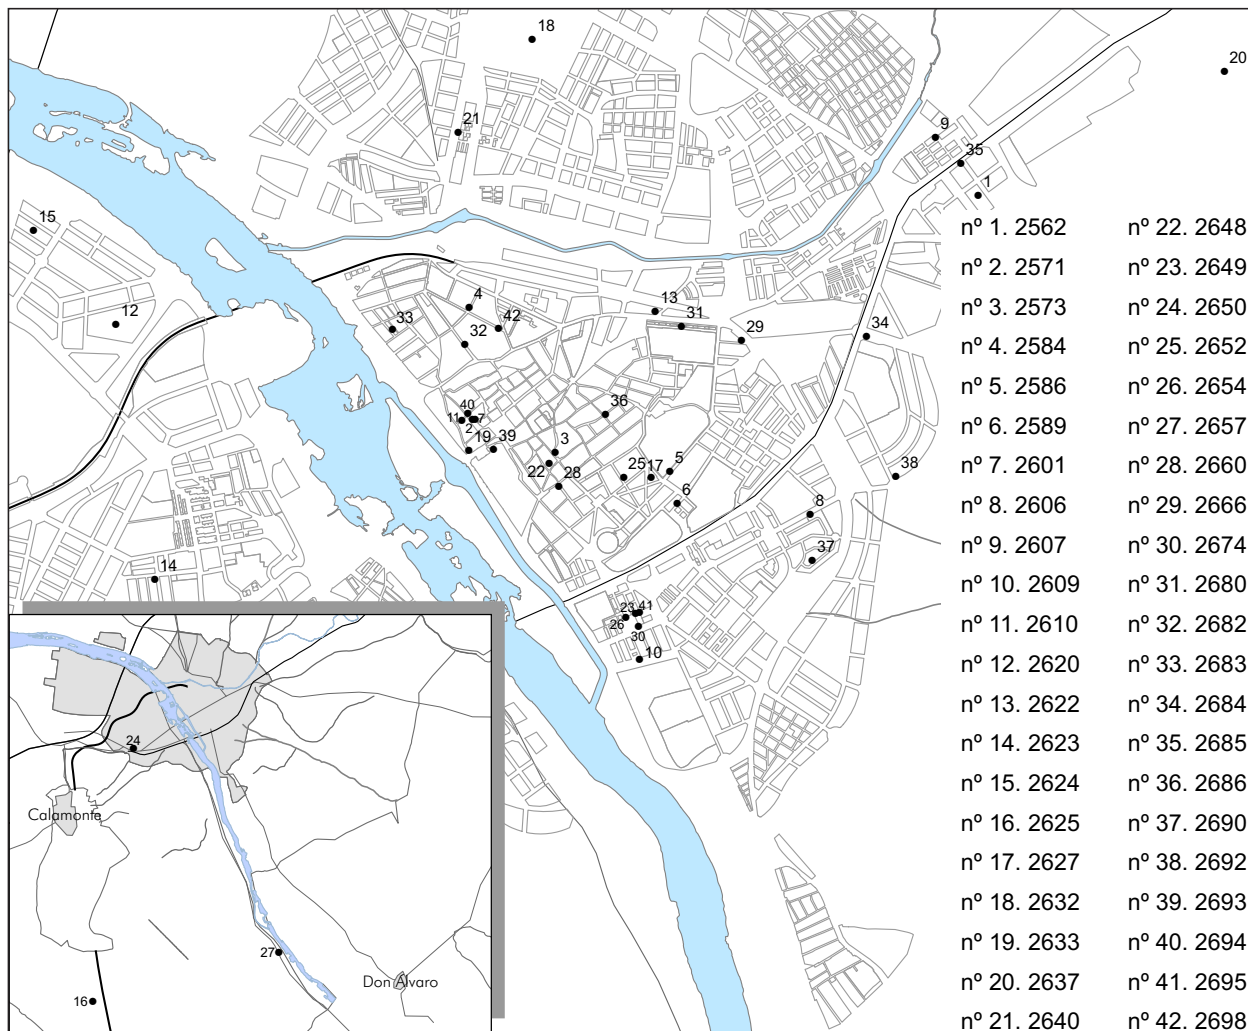 18
20
21
9
35
1
15
12
4
13
33
42
31
32
29
34
40
36
11
7
2
19
39
3
22
28
25
17
5
6
38
8
37
14
23
41
26
30
10
24
Calamonte
27
Don Alvaro
16
nº 1. 2562
nº 2. 2571
nº 3. 2573
nº 4. 2584
nº 5. 2586
nº 6. 2589
nº 7. 2601
nº 8. 2606
nº 9. 2607
nº 10. 2609
nº 11. 2610
nº 12. 2620
nº 13. 2622
nº 14. 2623
nº 15. 2624
nº 16. 2625
nº 17. 2627
nº 18. 2632
nº 19. 2633
nº 20. 2637
nº 21. 2640
nº 22. 2648
nº 23. 2649
nº 24. 2650
nº 25. 2652
nº 26. 2654
nº 27. 2657
nº 28. 2660
nº 29. 2666
nº 30. 2674
nº 31. 2680
nº 32. 2682
nº 33. 2683
nº 34. 2684
nº 35. 2685
nº 36. 2686
nº 37. 2690
nº 38. 2692
nº 39. 2693
nº 40. 2694
nº 41. 2695
nº 42. 2698